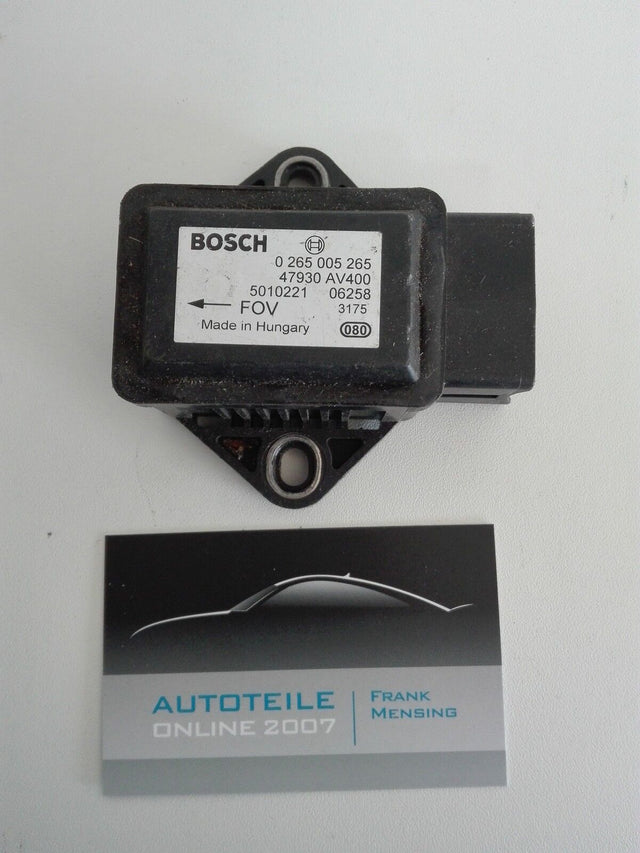 BOSCH
0 265 005 265
47930 AV400
5010221 06258
FOV 3175
Made in Hungary 080
AUTOTEILE
ONLINE 2007
FRANK
MENSING